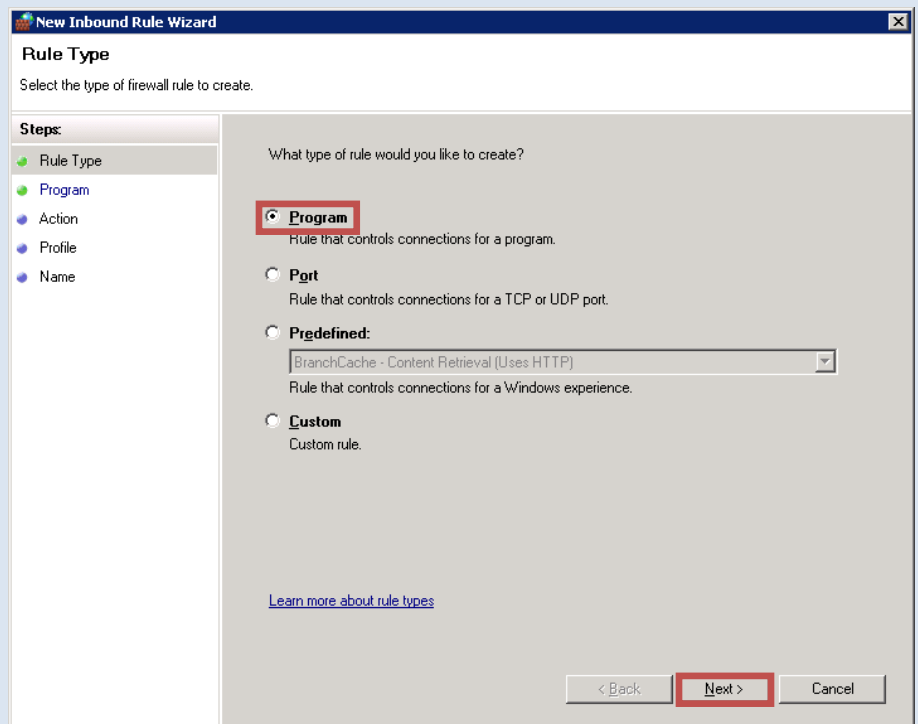 New Inbound Rule Wizard
Rule Type
Select the type of firewall rule to create.
Steps:
Rule Type
Program
Action
Profile
Name
What type of rule would you like to create?
Program
Rule that controls connections for a program.
Port
Rule that controls connections for a TCP or UDP port.
Predefined:
BranchCache - Content Retrieval (Uses HTTP)
Rule that controls connections for a Windows experience.
Custom
Custom rule.
Learn more about rule types
< Back Next > Cancel